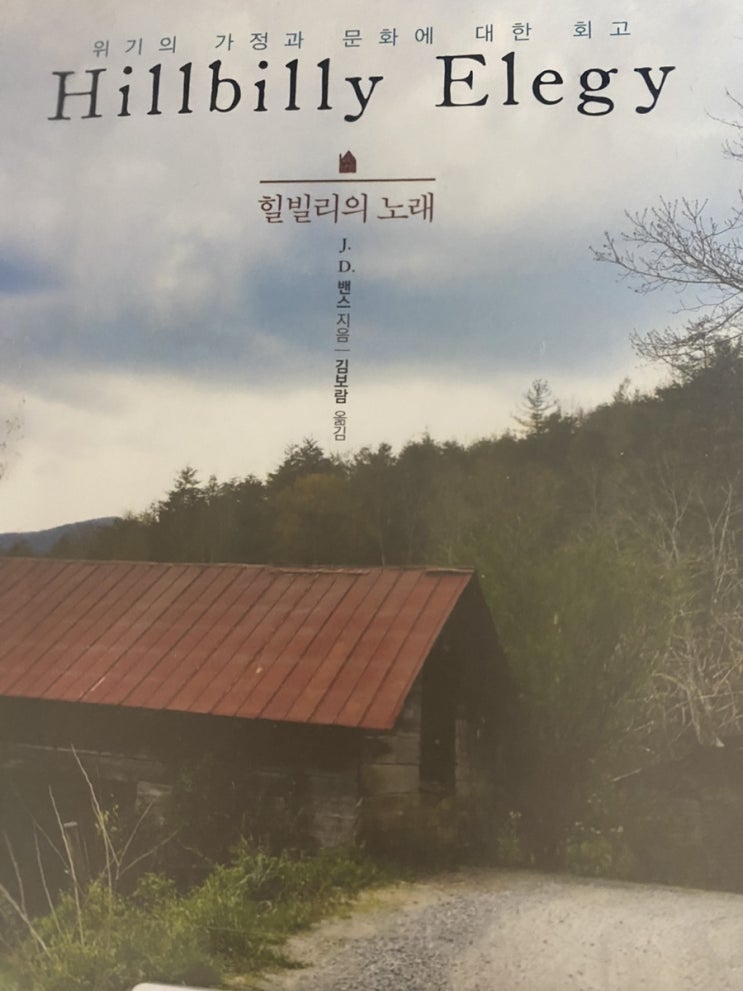 위기의 가정과 문화에 대한 회고
Hillbilly Elegy
힐빌리의 노래
J.
D.
밴스 지음 | 김보람 옮김